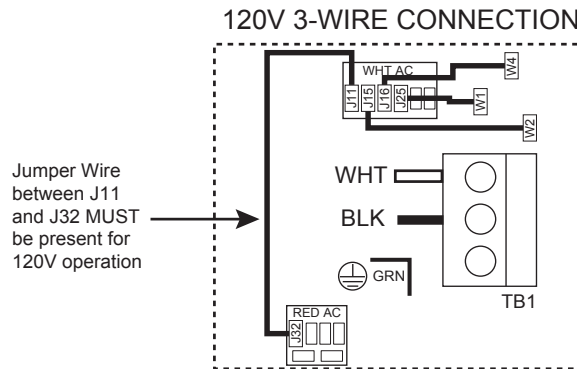 120V 3-WIRE CONNECTION
WHT AC
J11
J15
J16
J25
W4
W1
W2
Jumper Wire
between J11
and J32 MUST
be present for
120V operation
WHT
BLK
GRN
TB1
RED AC
J32